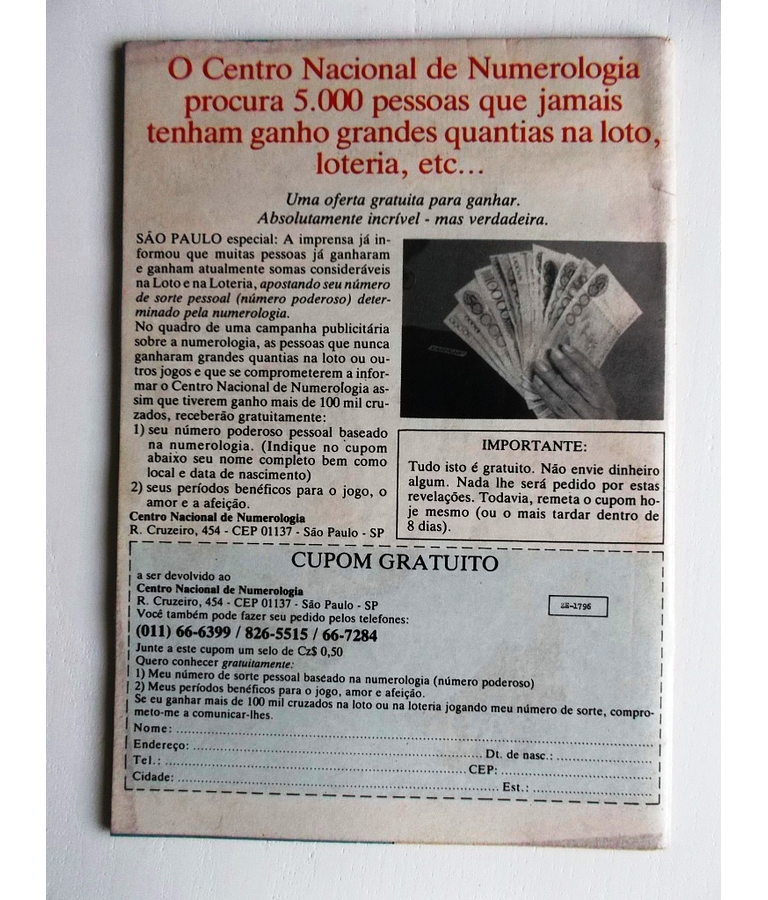 O Centro Nacional de Numerologia
procura 5.000 pessoas que jamais
tenham ganho grandes quantias na loto,
loteria, etc...
Uma oferta gratuita para ganhar.
Absolutamente incrível - mas verdadeira.
SÃO PAULO especial: A imprensa já in-
formou que muitas pessoas já ganharam
e ganham atualmente somas consideráveis
na Loto e na Loteria, apostando seu número
de sorte pessoal (número poderoso) deter-
minado pela numerologia.
No quadro de uma campanha publicitária
sobre a numerologia, as pessoas que nunca
ganharam grandes quantias na loto ou ou-
tros jogos e que se comprometerem a infor-
mar o Centro Nacional de Numerologia as-
sim que tiverem ganho mais de 100 mil cru-
zados, receberão gratuitamente:
1) seu número poderoso pessoal baseado
na numerologia. (Indique no cupom
abaixo seu nome completo bem como
local e data de nascimento)
2) seus períodos benéficos para o jogo, o
amor e a afeição.
Centro Nacional de Numerologia
R. Cruzeiro, 454 - CEP 01137 - São Paulo - SP
IMPORTANTE:
Tudo isto é gratuito. Não envie dinheiro
algum. Nada lhe será pedido por estas
revelações. Todavia, remeta o cupom ho-
je mesmo (ou o mais tardar dentro de
8 dias).
CUPOM GRATUITO
a ser devolvido ao
Centro Nacional de Numerologia
R. Cruzeiro, 454 - CEP 01137 - São Paulo - SP
Você também pode fazer seu pedido pelos telefones:
(011) 66-6399 / 826-5515 / 66-7284
Junte a este cupom um selo de Cz$ 0,50
Quero conhecer gratuitamente:
1) Meu número de sorte pessoal baseado na numerologia (número poderoso)
2) Meus períodos benéficos para o jogo, amor e afeição.
Se eu ganhar mais de 100 mil cruzados na loto ou na loteria jogando meu número de sorte, compro-
meto-me a comunicar-lhes.
Nome:
Endereço: Dt. de nasc.:
Tel.: CEP:
Cidade: Est.: